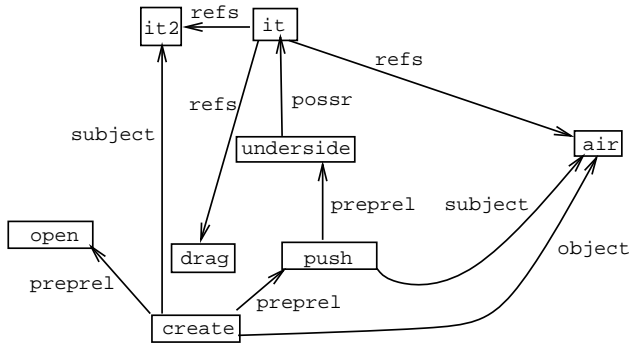 refs
it2
it
refs
refs
possr
subject
underside
air
preprel
subject
open
drag
push
object
preprel
preprel
create